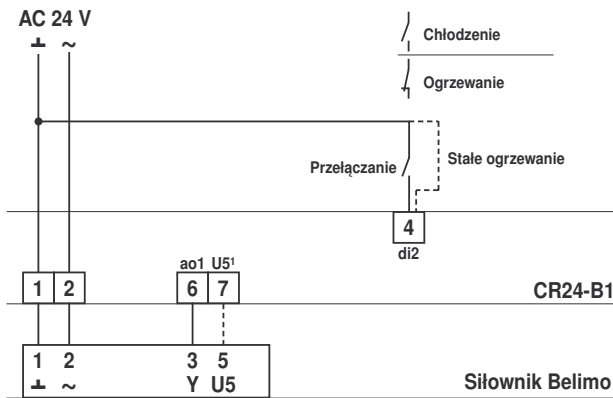 AC 24 V
⊥ ~
Chłodzenie
Ogrzewanie
Przełączanie
Stałe ogrzewanie
4
di2
ao1 U5¹
1 2 6 7
CR24-B1
1 2 3 5
⊥ ~ Y U5
Siłownik Belimo